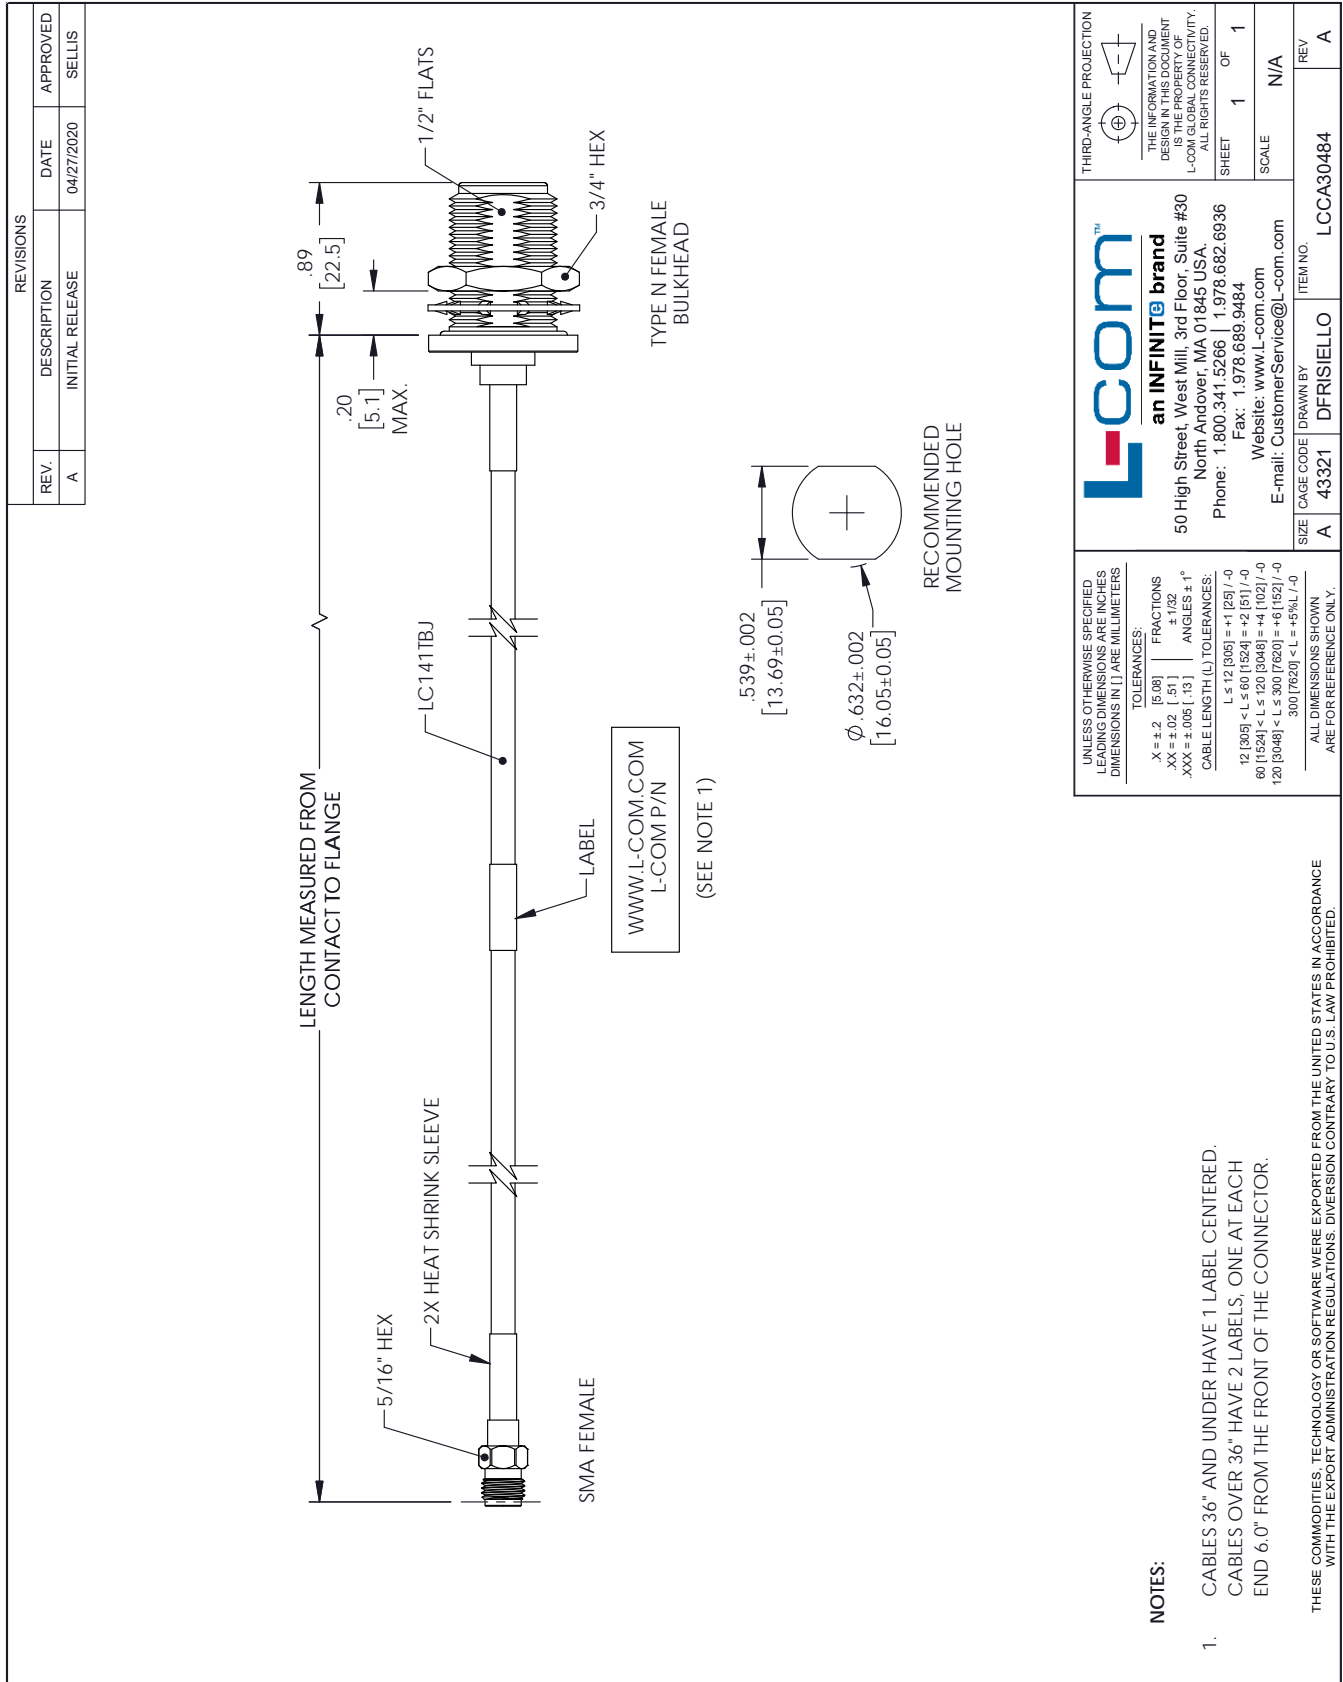 REVISIONS
REV. DESCRIPTION DATE APPROVED
A INITIAL RELEASE 04/27/2020 SELLIS
LENGTH MEASURED FROM
CONTACT TO FLANGE
.89
[22.5]
.20
[5.1]
MAX.
1/2" FLATS
3/4" HEX
5/16" HEX
2X HEAT SHRINK SLEEVE
LC141TBJ
LABEL
SMA FEMALE
WWW.L-COM.COM
L-COM P/N
(SEE NOTE 1)
TYPE N FEMALE
BULKHEAD
.539±.002
[13.69±0.05]
Ø.632±.002
[16.05±0.05]
RECOMMENDED
MOUNTING HOLE
NOTES:
1. CABLES 36" AND UNDER HAVE 1 LABEL CENTERED.
CABLES OVER 36" HAVE 2 LABELS, ONE AT EACH
END 6.0" FROM THE FRONT OF THE CONNECTOR.
THESE COMMODITIES, TECHNOLOGY OR SOFTWARE WERE EXPORTED FROM THE UNITED STATES IN ACCORDANCE
WITH THE EXPORT ADMINISTRATION REGULATIONS. DIVERSION CONTRARY TO U.S. LAW PROHIBITED.
UNLESS OTHERWISE SPECIFIED
LEADING DIMENSIONS ARE INCHES
DIMENSIONS IN [ ] ARE MILLIMETERS
TOLERANCES:
.X = ±.2 [5.08] FRACTIONS
.XX = ±.02 [.51] ± 1/32
.XXX = ±.005 [.13] ANGLES ± 1°
CABLE LENGTH (L) TOLERANCES:
L ≤ 12 [305] = +1 [25] / -0
12 [305] < L ≤ 60 [1524] = +2 [51] / -0
60 [1524] < L ≤ 120 [3048] = +4 [102] / -0
120 [3048] < L ≤ 300 [7620] = +6 [152] / -0
300 [7620] < L = +5%L / -0
ALL DIMENSIONS SHOWN
ARE FOR REFERENCE ONLY.
L-com™
an INFINITe brand
50 High Street, West Mill, 3rd Floor, Suite #30
North Andover, MA 01845 USA.
Phone: 1.800.341.5266 | 1.978.682.6936
Fax: 1.978.689.9484
Website: www.L-com.com
E-mail: CustomerService@L-com.com
THIRD-ANGLE PROJECTION
THE INFORMATION AND
DESIGN IN THIS DOCUMENT
IS THE PROPERTY OF
L-COM GLOBAL CONNECTIVITY.
ALL RIGHTS RESERVED.
SHEET 1 OF 1
SCALE N/A
SIZE A
CAGE CODE 43321
DRAWN BY DFRISIELLO
ITEM NO. LCCA30484
REV A